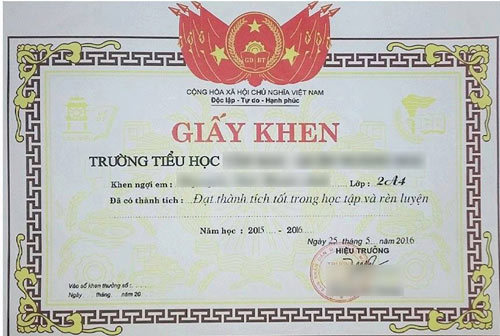 GD - ĐT
CỘNG HÒA XÃ HỘI CHỦ NGHĨA VIỆT NAM
Độc lập - Tự do - Hạnh phúc
GIẤY KHEN
TRƯỜNG TIỂU HỌC
Khen ngợi em : Lớp : 2A4
Đã có thành tích : Đạt thành tích tốt trong học tập và rèn luyện
Năm học : 2015 - 2016
Ngày 25 tháng 5 năm 2016
HIỆU TRƯỞNG
Vào sổ khen thưởng số :
Ngày tháng năm 20